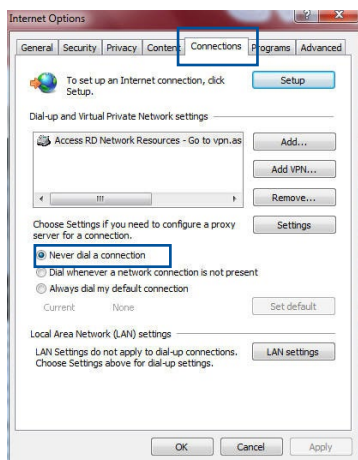 Internet Options
General Security Privacy Content Connections Programs Advanced
To set up an Internet connection, click
Setup.
Setup
Dial-up and Virtual Private Network settings
Access RD Network Resources - Go to vpn.as
Add...
Add VPN...
Remove...
Choose Settings if you need to configure a proxy
server for a connection.
Settings
Never dial a connection
Dial whenever a network connection is not present
Always dial my default connection
Current None
Set default
Local Area Network (LAN) settings
LAN Settings do not apply to dial-up connections.
Choose Settings above for dial-up settings.
LAN settings
OK Cancel Apply